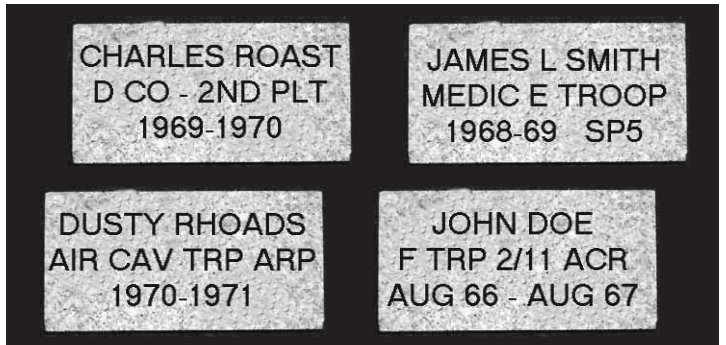 CHARLES ROAST
D CO - 2ND PLT
1969-1970
JAMES L SMITH
MEDIC E TROOP
1968-69 SP5
DUSTY RHOADS
AIR CAV TRP ARP
1970-1971
JOHN DOE
F TRP 2/11 ACR
AUG 66 - AUG 67